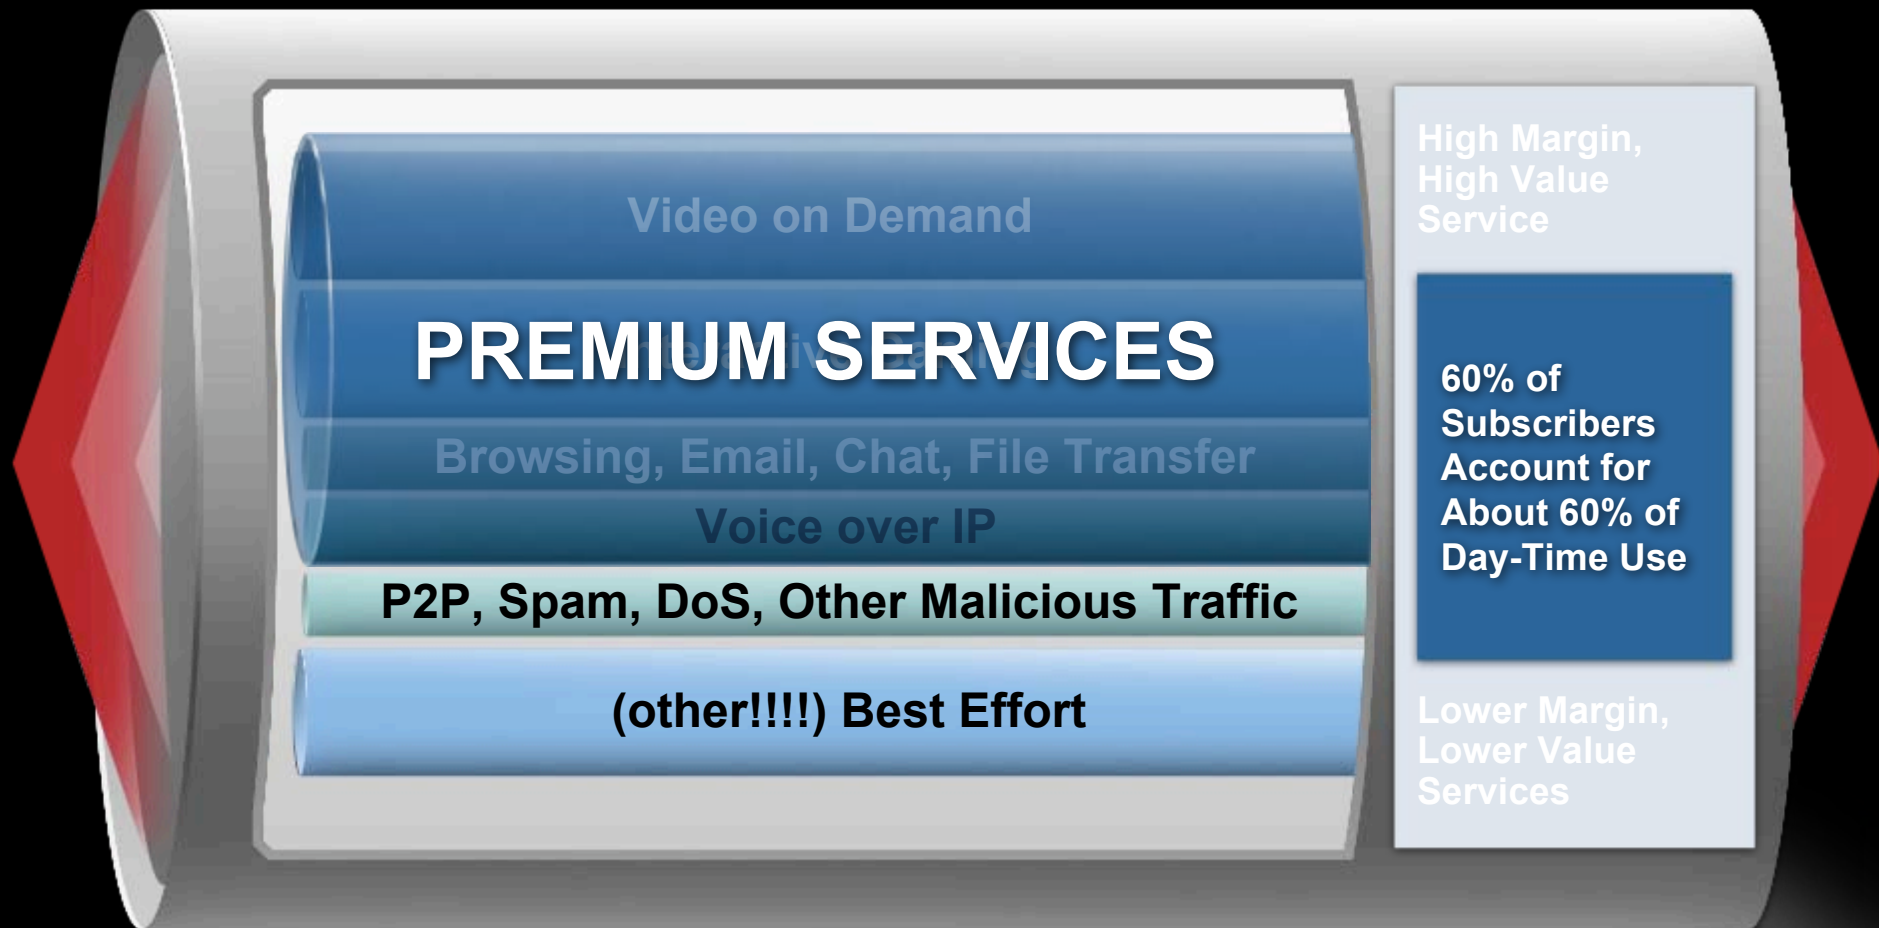 Video on Demand
PREMIUM SERVICES
Browsing, Email, Chat, File Transfer
Voice over IP
P2P, Spam, DoS, Other Malicious Traffic
(other!!!!) Best Effort
High Margin,
High Value
Service
60% of
Subscribers
Account for
About 60% of
Day-Time Use
Lower Margin,
Lower Value
Services